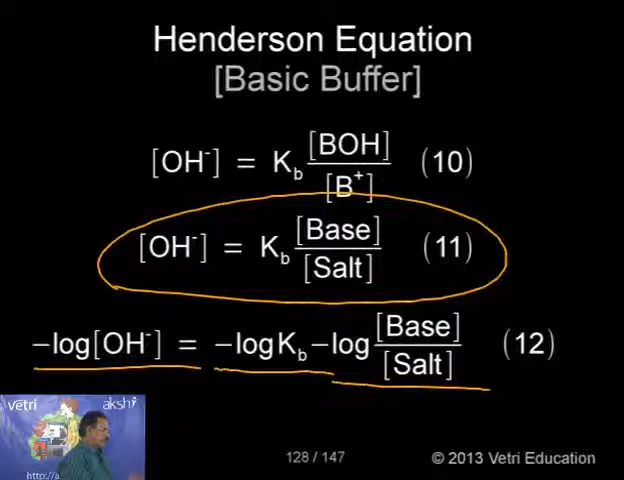 Henderson Equation
[Basic Buffer]
[OH⁻] = K_b [BOH]/[B⁺] (10)
[OH⁻] = K_b [Base]/[Salt] (11)
−log[OH⁻] = −logK_b −log [Base]/[Salt] (12)
vetri akshi
http://a
128 / 147
© 2013 Vetri Education